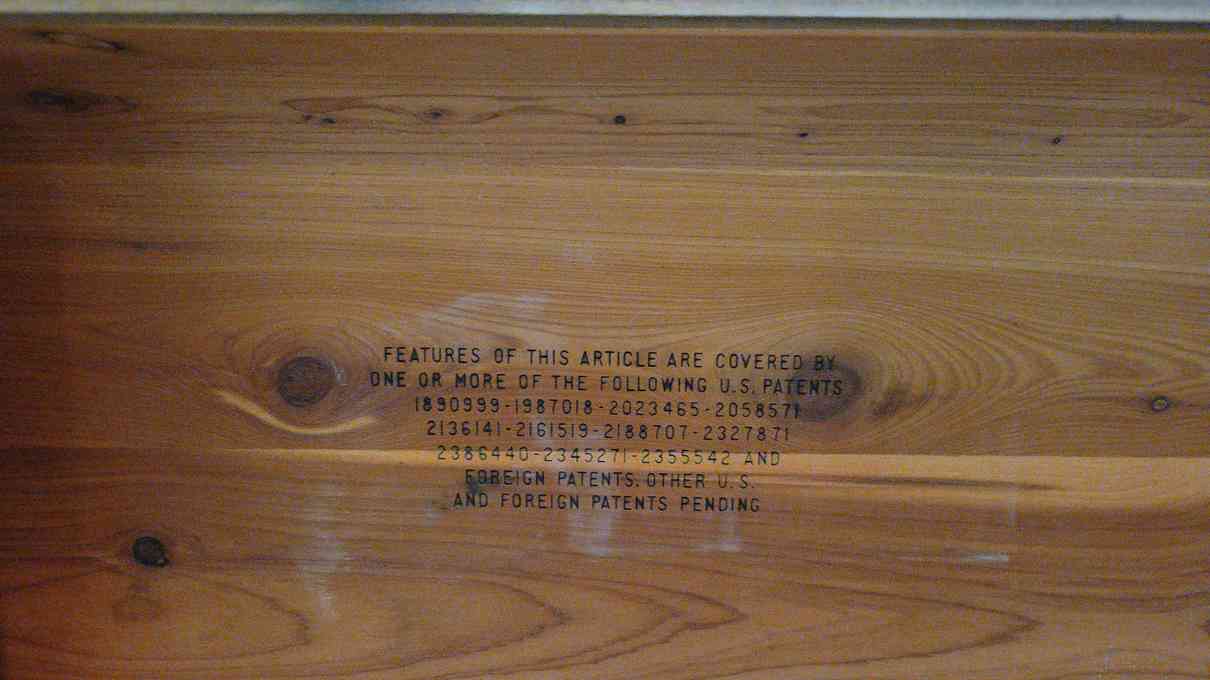 FEATURES OF THIS ARTICLE ARE COVERED BY
ONE OR MORE OF THE FOLLOWING U.S. PATENTS
1890999-1987018-2023465-2058571
2136141-2161519-2188707-2327871
2386440-2345271-2355542 AND
FOREIGN PATENTS. OTHER U.S.
AND FOREIGN PATENTS PENDING